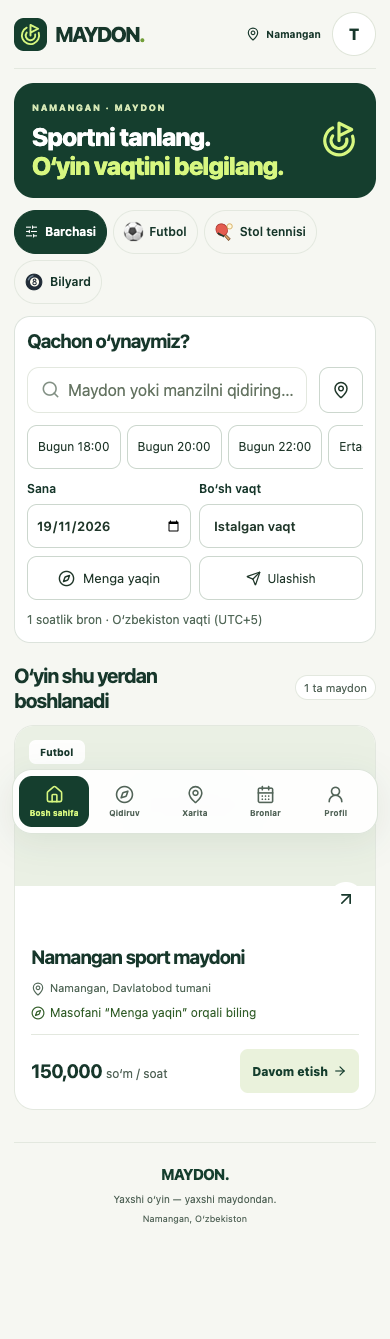 MAYDON.
Namangan
T
NAMANGAN · MAYDON
Sportni tanlang.
O‘yin vaqtini belgilang.
Barchasi
Futbol
Stol tennisi
8
Bilyard
Qachon o‘ynaymiz?
Maydon yoki manzilni qidiring...
Bugun 18:00
Bugun 20:00
Bugun 22:00
Erta
Sana
Bo‘sh vaqt
19/11/2026
Istalgan vaqt
Menga yaqin
Ulashish
1 soatlik bron · O‘zbekiston vaqti (UTC+5)
O‘yin shu yerdan
boshlanadi
1 ta maydon
Futbol
Bosh sahifa
Qidiruv
Xarita
Bronlar
Profil
Namangan sport maydoni
Namangan, Davlatobod tumani
Masofani “Menga yaqin” orqali biling
150,000 so‘m / soat
Davom etish
MAYDON.
Yaxshi o‘yin — yaxshi maydondan.
Namangan, O‘zbekiston